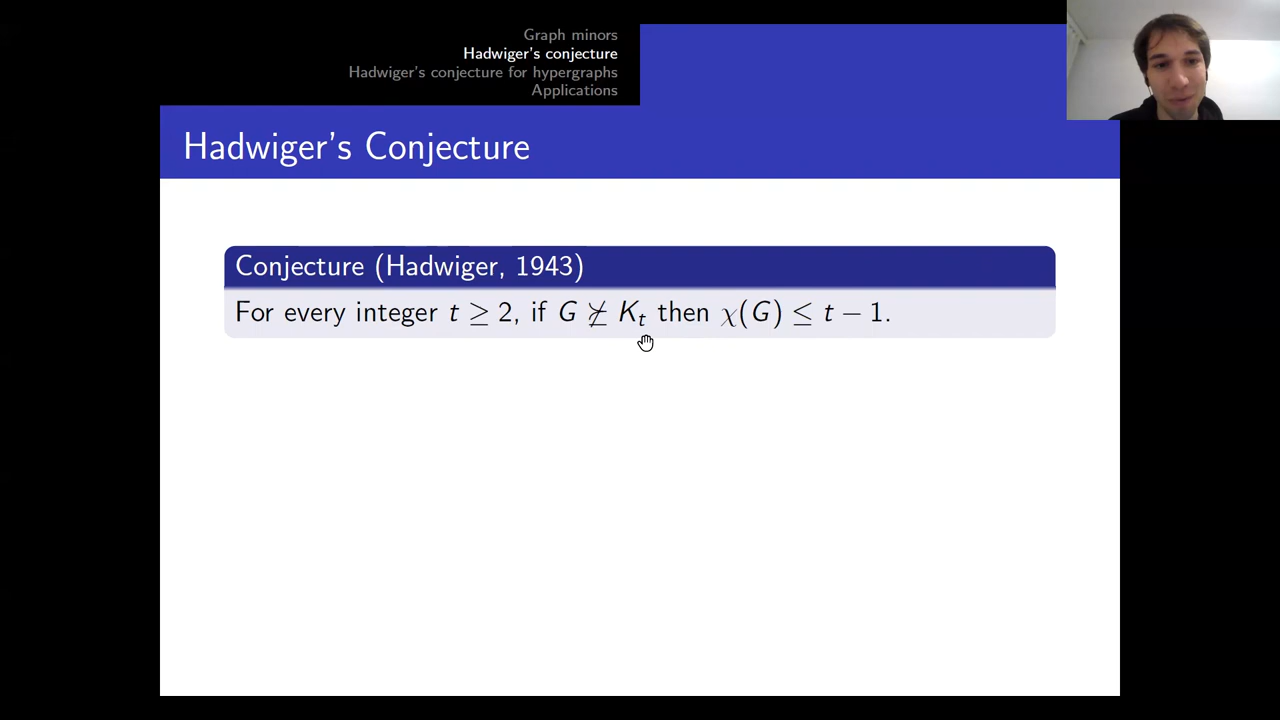 Graph minors
Hadwiger's conjecture
Hadwiger's conjecture for hypergraphs
Applications
Hadwiger's Conjecture
Conjecture (Hadwiger, 1943)
For every integer t ≥ 2, if G ⋡ K_t then χ(G) ≤ t − 1.